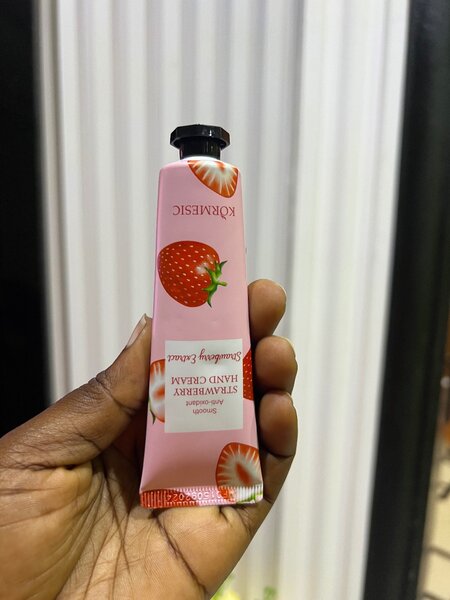 KÖRMESIC
Strawberry Extract
STRAWBERRY
HAND CREAM
Smooth
Anti-oxidant